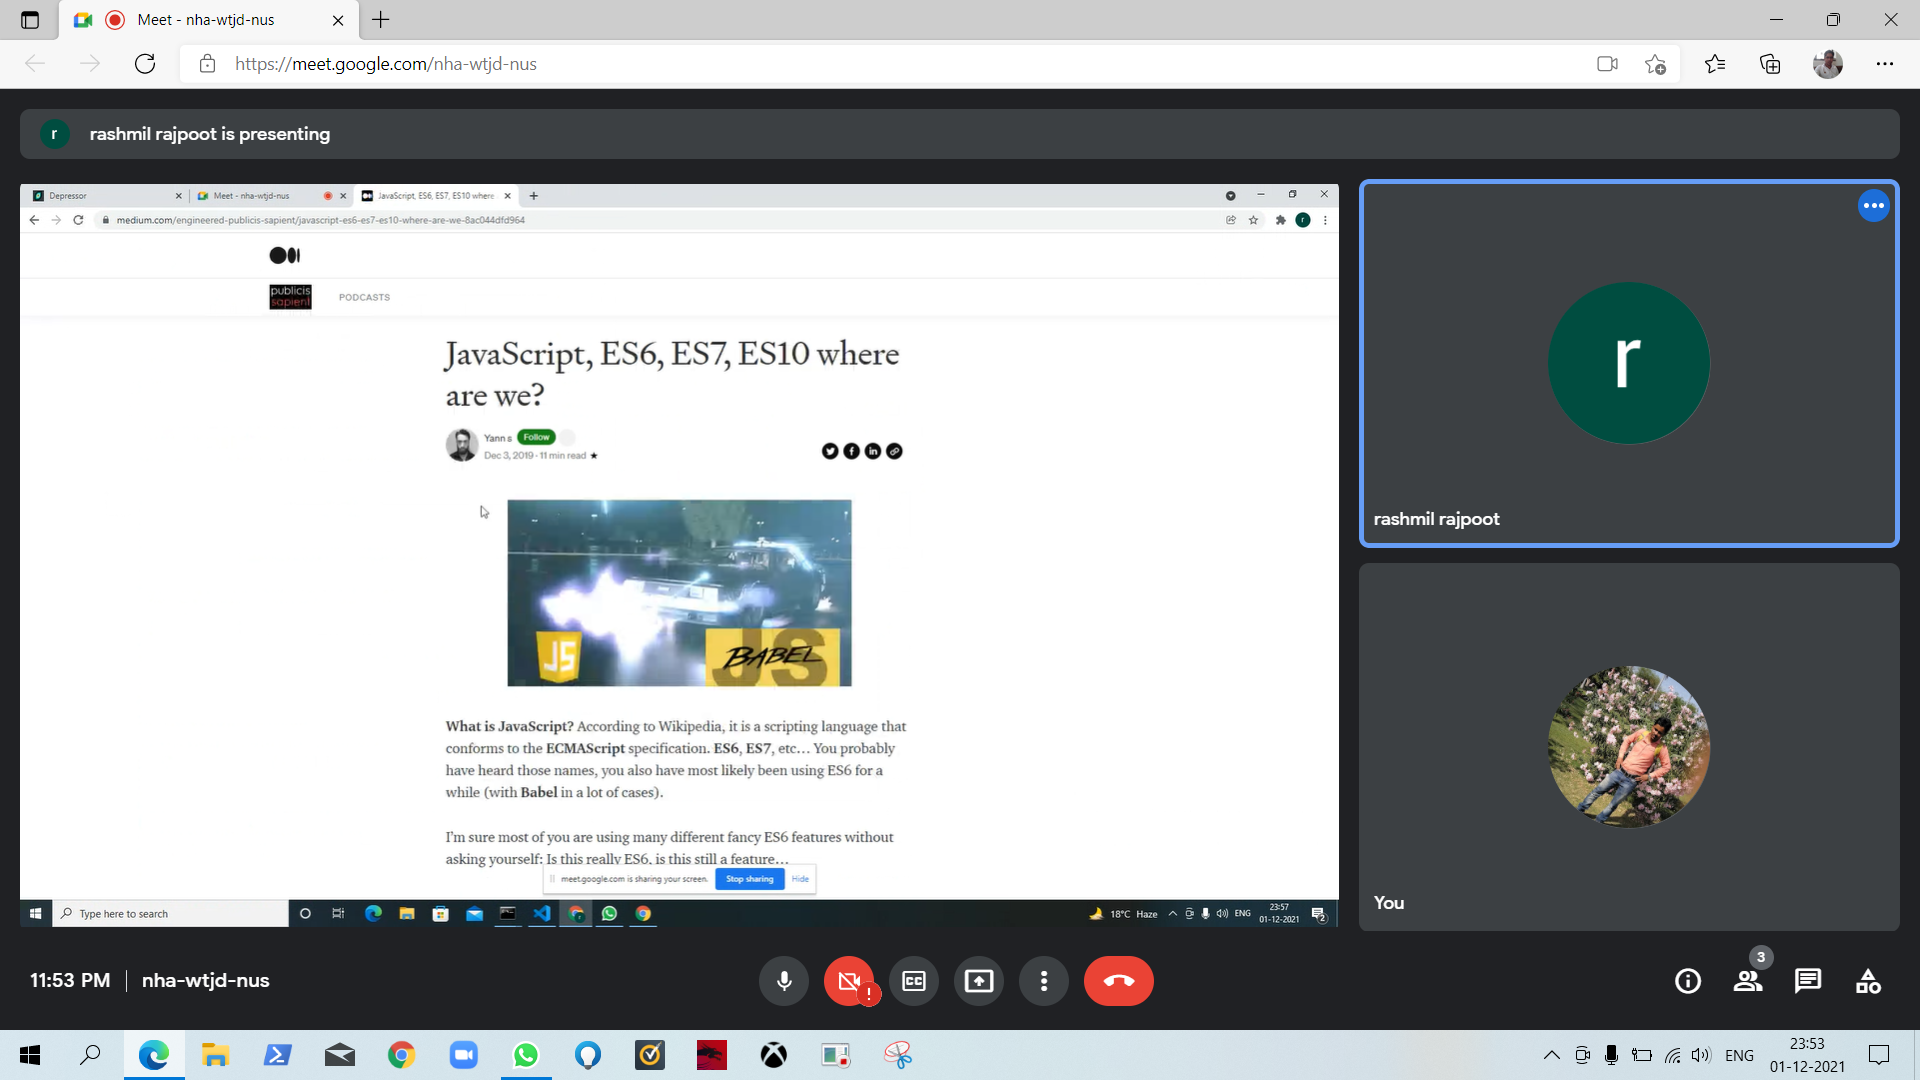 Meet - nha-wtjd-nus
https://meet.google.com/nha-wtjd-nus
r
rashmil rajpoot is presenting
Depressor
Meet - nha-wtjd-nus
JavaScript, ES6, ES7, ES10 where
medium.com/engineered-publicis-sapient/javascript-es6-es7-es10-where-are-we-8ac044dfd964
r
publicis
sapient
PODCASTS
JavaScript, ES6, ES7, ES10 where
are we?
Yann s
Follow
Dec 3, 2019 · 11 min read
JS
JS
BABEL
What is JavaScript? According to Wikipedia, it is a scripting language that
conforms to the ECMAScript specification. ES6, ES7, etc… You probably
have heard those names, you also have most likely been using ES6 for a
while (with Babel in a lot of cases).
I'm sure most of you are using many different fancy ES6 features without
asking yourself: Is this really ES6, is this still a feature…
meet.google.com is sharing your screen.
Stop sharing
Hide
Type here to search
18°C Haze
ENG
23:57
01-12-2021
2
r
rashmil rajpoot
You
11:53 PM
nha-wtjd-nus
!
CC
3
ENG
23:53
01-12-2021